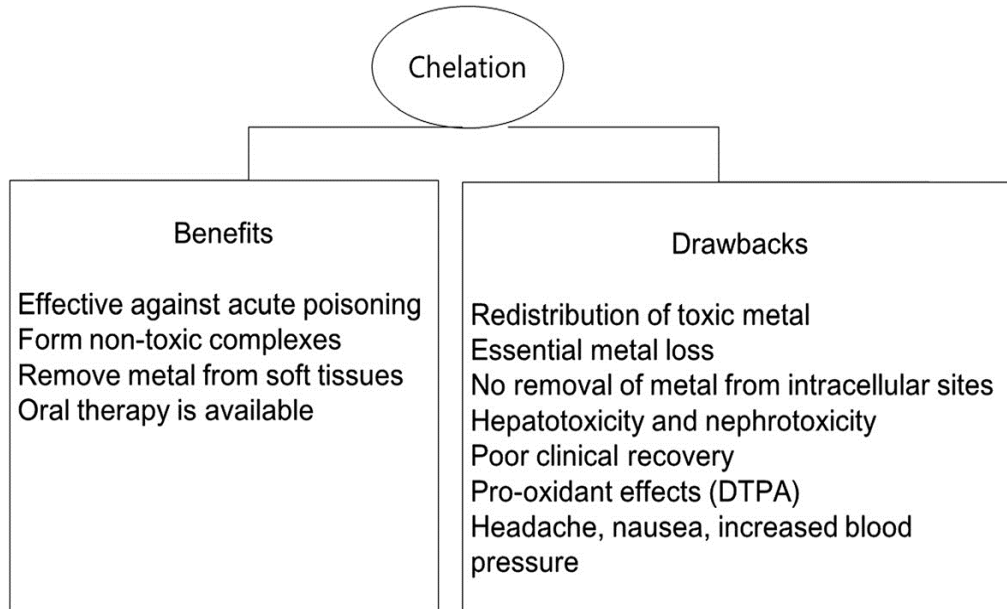 Chelation
Benefits
Effective against acute poisoning
Form non-toxic complexes
Remove metal from soft tissues
Oral therapy is available
Drawbacks
Redistribution of toxic metal
Essential metal loss
No removal of metal from intracellular sites
Hepatotoxicity and nephrotoxicity
Poor clinical recovery
Pro-oxidant effects (DTPA)
Headache, nausea, increased blood
pressure